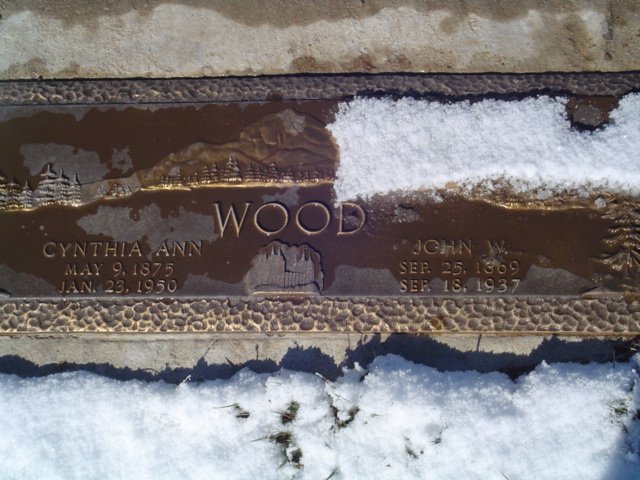 WOOD
CYNTHIA ANN
MAY 9, 1875
JAN. 23, 1950
JOHN W.
SEP. 25, 1869
SEP. 18, 1937